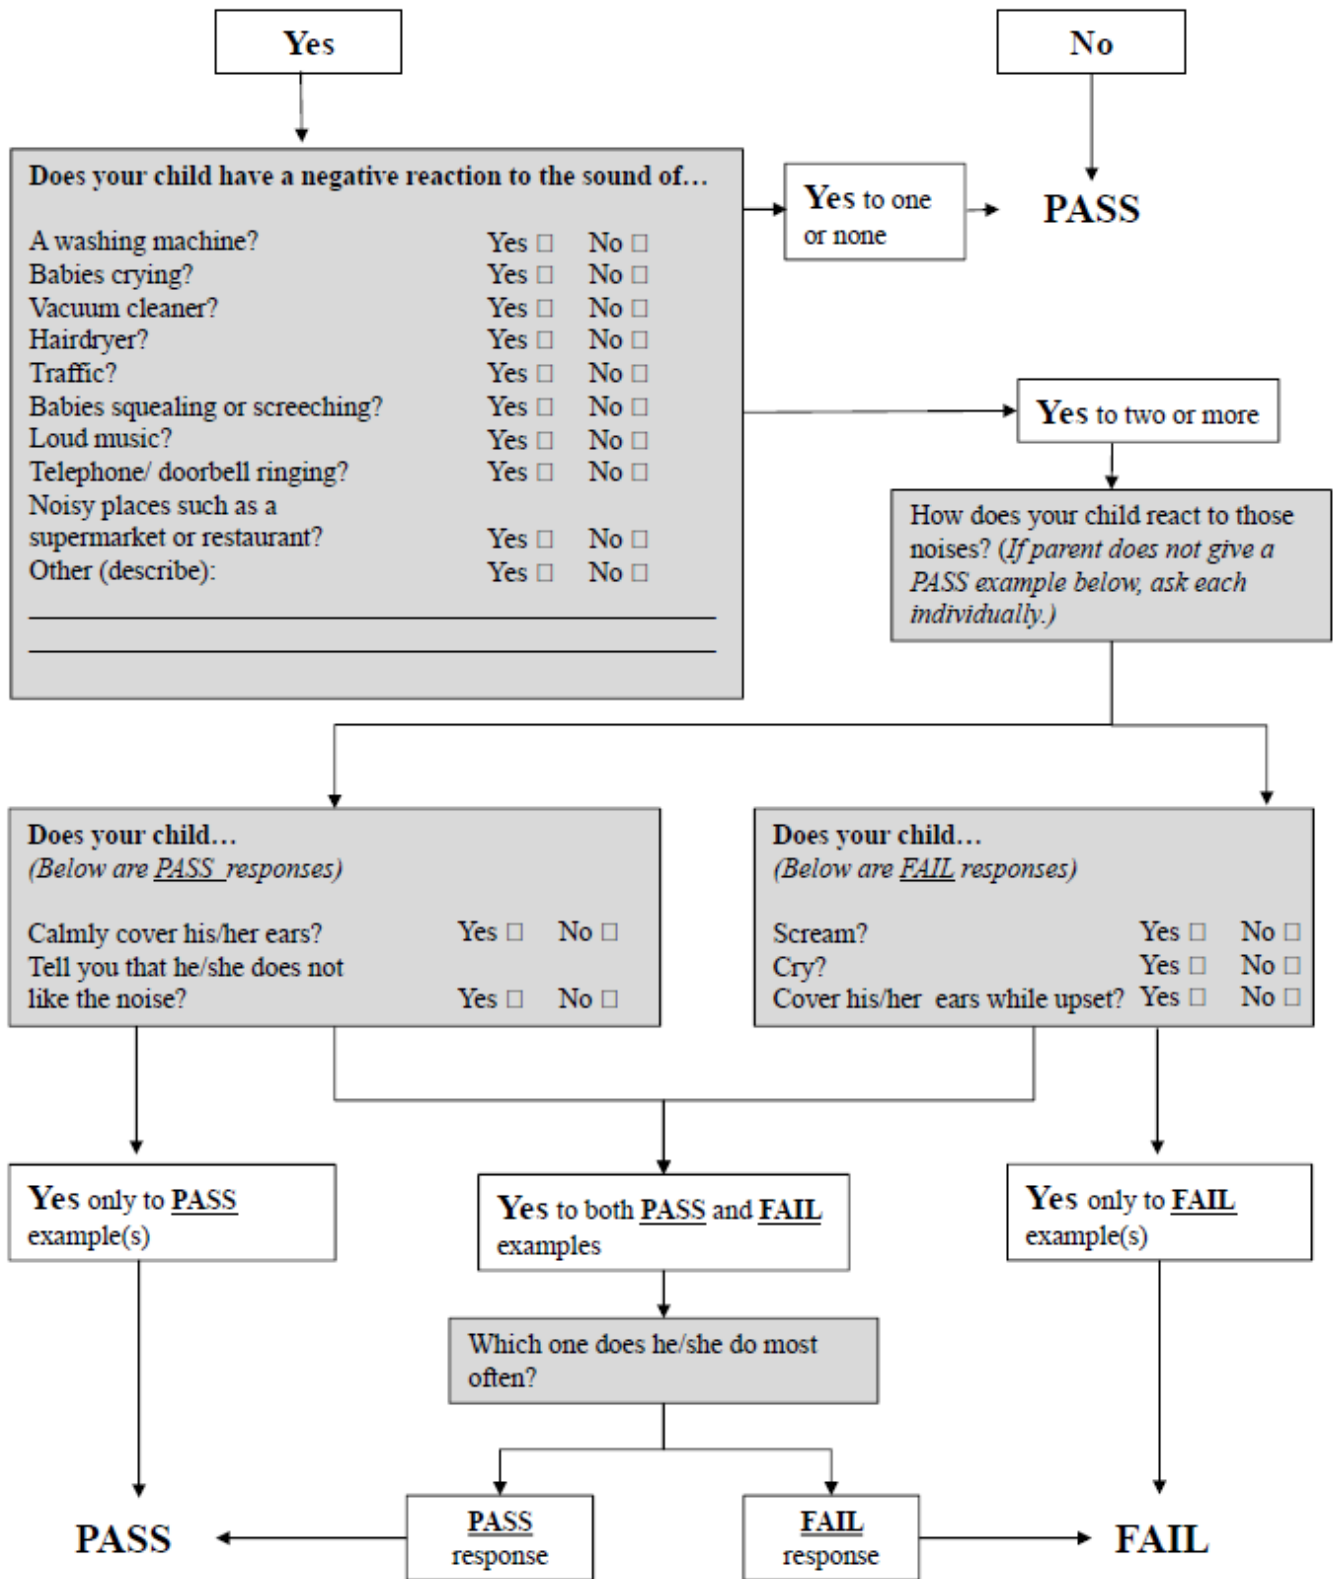 Yes
No
Does your child have a negative reaction to the sound of…
A washing machine? Yes □ No □
Babies crying? Yes □ No □
Vacuum cleaner? Yes □ No □
Hairdryer? Yes □ No □
Traffic? Yes □ No □
Babies squealing or screeching? Yes □ No □
Loud music? Yes □ No □
Telephone/ doorbell ringing? Yes □ No □
Noisy places such as a
supermarket or restaurant? Yes □ No □
Other (describe): Yes □ No □
Yes to one
or none
PASS
Yes to two or more
How does your child react to those
noises? (If parent does not give a
PASS example below, ask each
individually.)
Does your child…
(Below are PASS responses)
Calmly cover his/her ears? Yes □ No □
Tell you that he/she does not
like the noise? Yes □ No □
Does your child…
(Below are FAIL responses)
Scream? Yes □ No □
Cry? Yes □ No □
Cover his/her ears while upset? Yes □ No □
Yes only to PASS
example(s)
Yes to both PASS and FAIL
examples
Yes only to FAIL
example(s)
Which one does he/she do most
often?
PASS
PASS
response
FAIL
response
FAIL